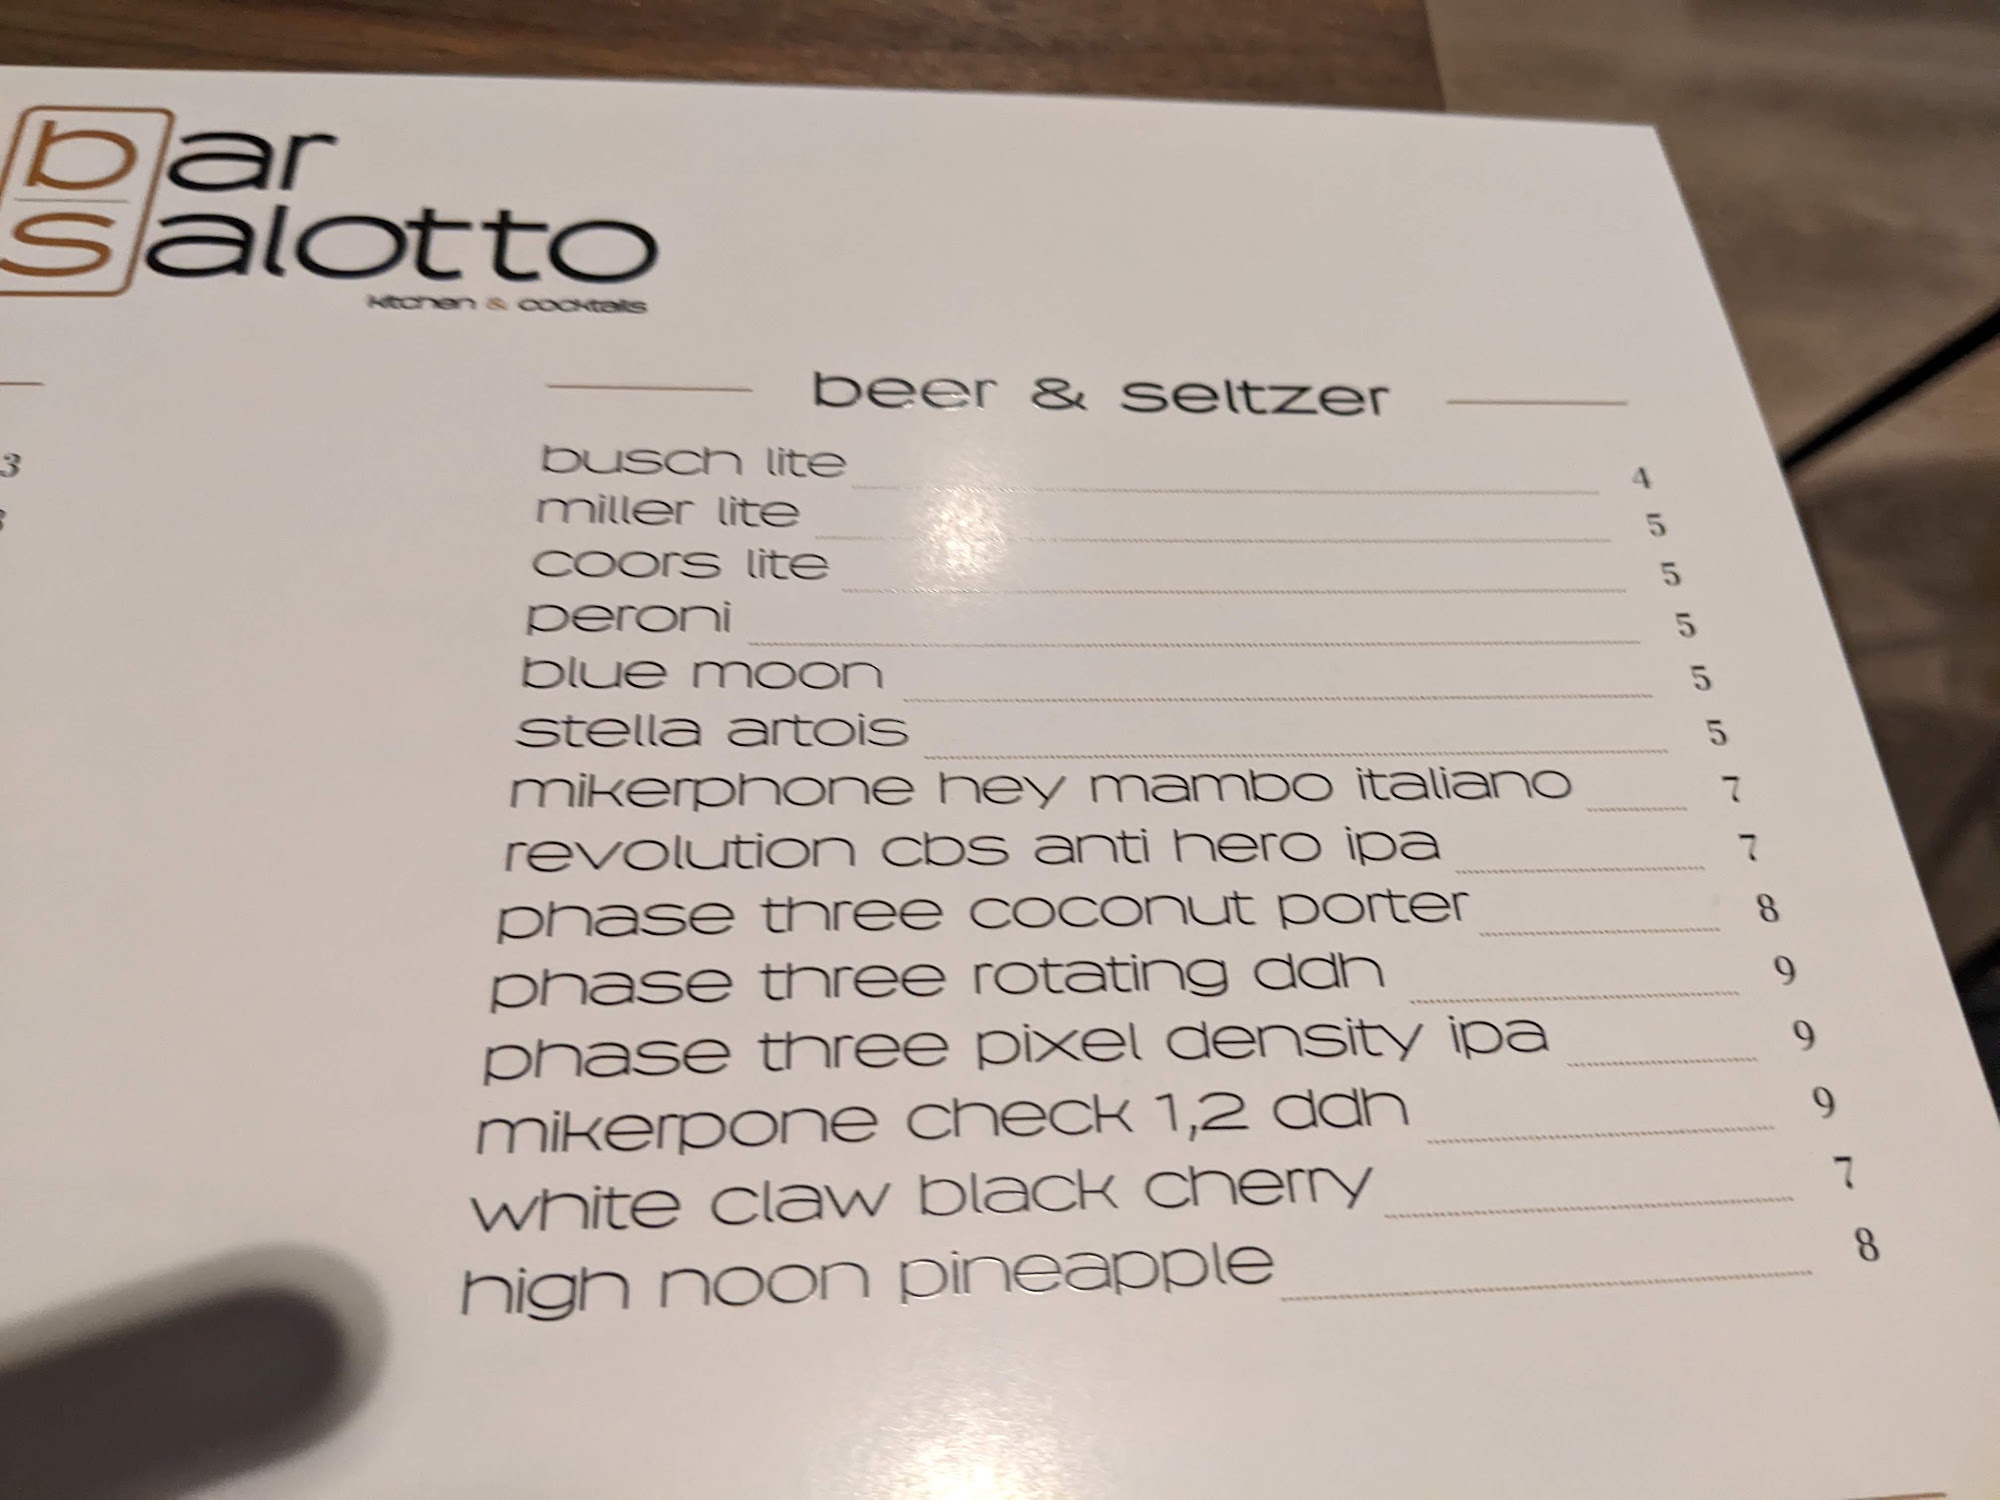 bar
salotto
kitchen & cocktails
beer & seltzer
3
busch lite 4
miller lite 5
coors lite 5
peroni 5
blue moon 5
stella artois 5
mikerphone hey mambo italiano 7
revolution cbs anti hero ipa 7
phase three coconut porter 8
phase three rotating ddh 9
phase three pixel density ipa 9
mikerpone check 1,2 ddh 9
white claw black cherry 7
high noon pineapple 8